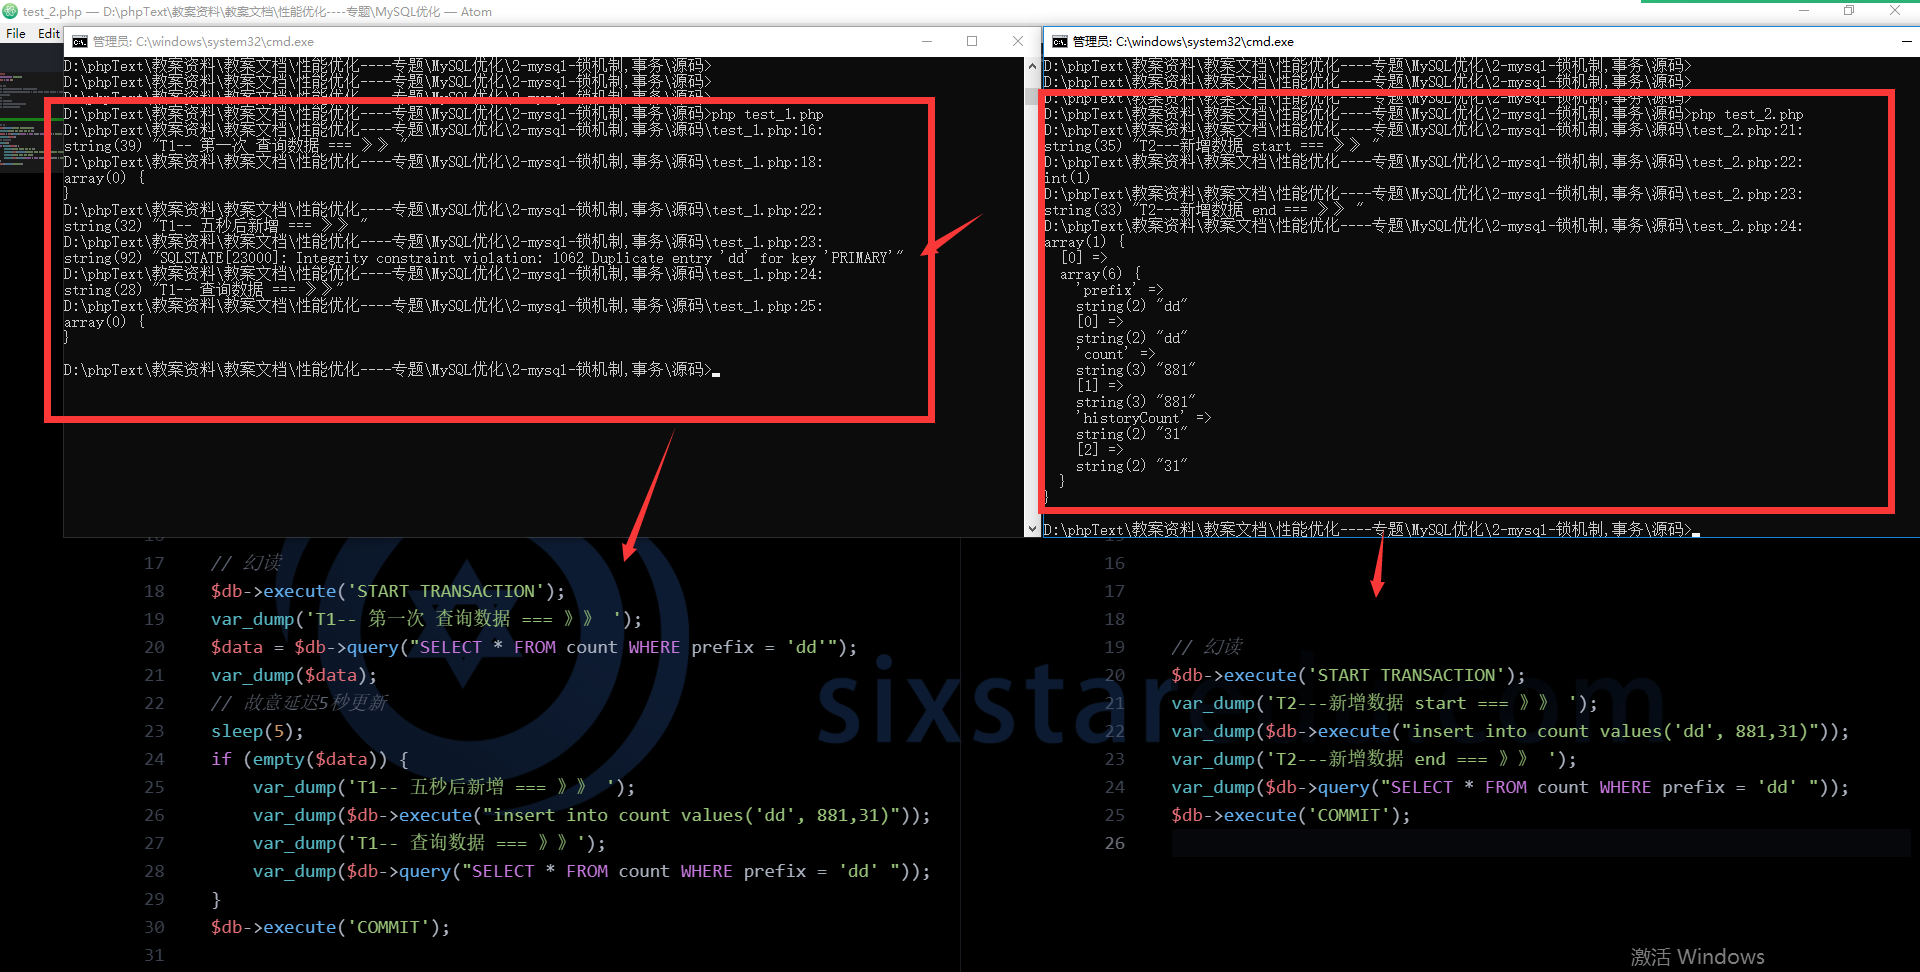 test_2.php — D:\phpText\教案资料\教案文档\性能优化----专题\MySQL优化 — Atom
File Edit
管理员: C:\windows\system32\cmd.exe
D:\phpText\教案资料\教案文档\性能优化----专题\MySQL优化\2-mysql-锁机制,事务\源码>
D:\phpText\教案资料\教案文档\性能优化----专题\MySQL优化\2-mysql-锁机制,事务\源码>
D:\phpText\教案资料\教案文档\性能优化----专题\MySQL优化\2-mysql-锁机制,事务\源码>
D:\phpText\教案资料\教案文档\性能优化----专题\MySQL优化\2-mysql-锁机制,事务\源码>php test_1.php
D:\phpText\教案资料\教案文档\性能优化----专题\MySQL优化\2-mysql-锁机制,事务\源码\test_1.php:16:
string(39) "T1-- 第一次 查询数据 === 》》 "
D:\phpText\教案资料\教案文档\性能优化----专题\MySQL优化\2-mysql-锁机制,事务\源码\test_1.php:18:
array(0) {
}
D:\phpText\教案资料\教案文档\性能优化----专题\MySQL优化\2-mysql-锁机制,事务\源码\test_1.php:22:
string(32) "T1-- 五秒后新增 === 》》 "
D:\phpText\教案资料\教案文档\性能优化----专题\MySQL优化\2-mysql-锁机制,事务\源码\test_1.php:23:
string(92) "SQLSTATE[23000]: Integrity constraint violation: 1062 Duplicate entry 'dd' for key 'PRIMARY'"
D:\phpText\教案资料\教案文档\性能优化----专题\MySQL优化\2-mysql-锁机制,事务\源码\test_1.php:24:
string(28) "T1-- 查询数据 === 》》"
D:\phpText\教案资料\教案文档\性能优化----专题\MySQL优化\2-mysql-锁机制,事务\源码\test_1.php:25:
array(0) {
}
D:\phpText\教案资料\教案文档\性能优化----专题\MySQL优化\2-mysql-锁机制,事务\源码>
管理员: C:\windows\system32\cmd.exe
D:\phpText\教案资料\教案文档\性能优化----专题\MySQL优化\2-mysql-锁机制,事务\源码>
D:\phpText\教案资料\教案文档\性能优化----专题\MySQL优化\2-mysql-锁机制,事务\源码>
D:\phpText\教案资料\教案文档\性能优化----专题\MySQL优化\2-mysql-锁机制,事务\源码>
D:\phpText\教案资料\教案文档\性能优化----专题\MySQL优化\2-mysql-锁机制,事务\源码>php test_2.php
D:\phpText\教案资料\教案文档\性能优化----专题\MySQL优化\2-mysql-锁机制,事务\源码\test_2.php:21:
string(35) "T2---新增数据 start === 》》 "
D:\phpText\教案资料\教案文档\性能优化----专题\MySQL优化\2-mysql-锁机制,事务\源码\test_2.php:22:
int(1)
D:\phpText\教案资料\教案文档\性能优化----专题\MySQL优化\2-mysql-锁机制,事务\源码\test_2.php:23:
string(33) "T2---新增数据 end === 》》 "
D:\phpText\教案资料\教案文档\性能优化----专题\MySQL优化\2-mysql-锁机制,事务\源码\test_2.php:24:
array(1) {
[0] =>
array(6) {
'prefix' =>
string(2) "dd"
[0] =>
string(2) "dd"
'count' =>
string(3) "881"
[1] =>
string(3) "881"
'historyCount' =>
string(2) "31"
[2] =>
string(2) "31"
}
}
D:\phpText\教案资料\教案文档\性能优化----专题\MySQL优化\2-mysql-锁机制,事务\源码>
16
17 // 幻读
18 $db->execute('START TRANSACTION');
19 var_dump('T1-- 第一次 查询数据 === 》》 ');
20 $data = $db->query("SELECT * FROM count WHERE prefix = 'dd'");
21 var_dump($data);
22 // 故意延迟5秒更新
23 sleep(5);
24 if (empty($data)) {
25 var_dump('T1-- 五秒后新增 === 》》 ');
26 var_dump($db->execute("insert into count values('dd', 881,31)"));
27 var_dump('T1-- 查询数据 === 》》');
28 var_dump($db->query("SELECT * FROM count WHERE prefix = 'dd' "));
29 }
30 $db->execute('COMMIT');
31
15
16
17
18
19 // 幻读
20 $db->execute('START TRANSACTION');
21 var_dump('T2---新增数据 start === 》》 ');
22 var_dump($db->execute("insert into count values('dd', 881,31)"));
23 var_dump('T2---新增数据 end === 》》 ');
24 var_dump($db->query("SELECT * FROM count WHERE prefix = 'dd' "));
25 $db->execute('COMMIT');
26
激活 Windows